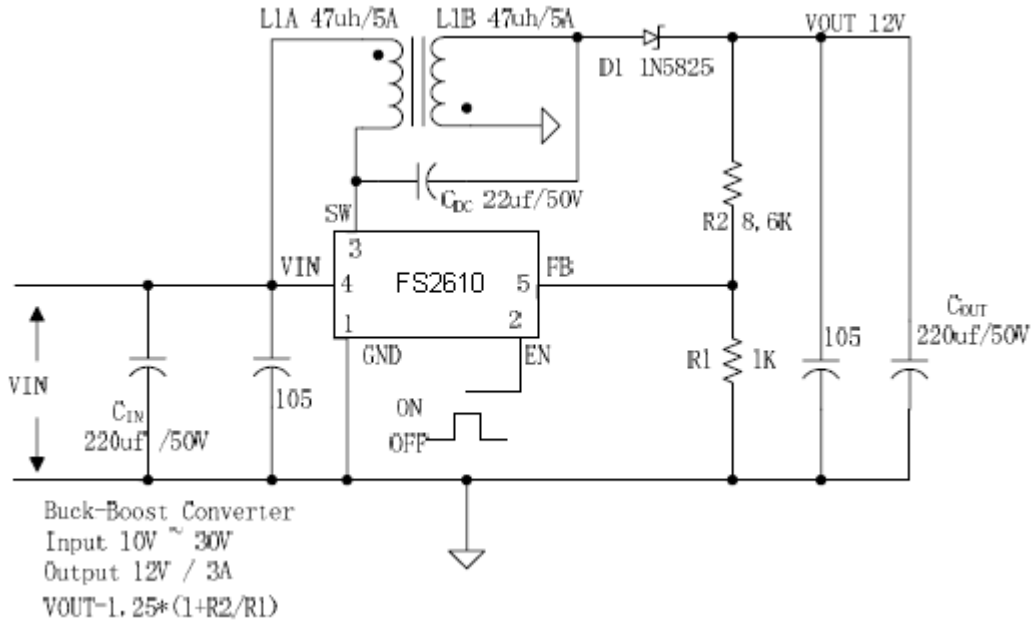 L1A 47uh/5A
L1B 47uh/5A
VOUT 12V
D1 1N5825
CDC 22uf/50V
SW
R2 8,6K
3
VIN
4
FS2610
5
FB
1
2
GND
EN
VIN
CIN
220uf /50V
105
ON
OFF
R1
1K
105
COUT
220uf/50V
Buck-Boost Converter
Input 10V ~ 30V
Output 12V / 3A
VOUT-1.25*(1+R2/R1)